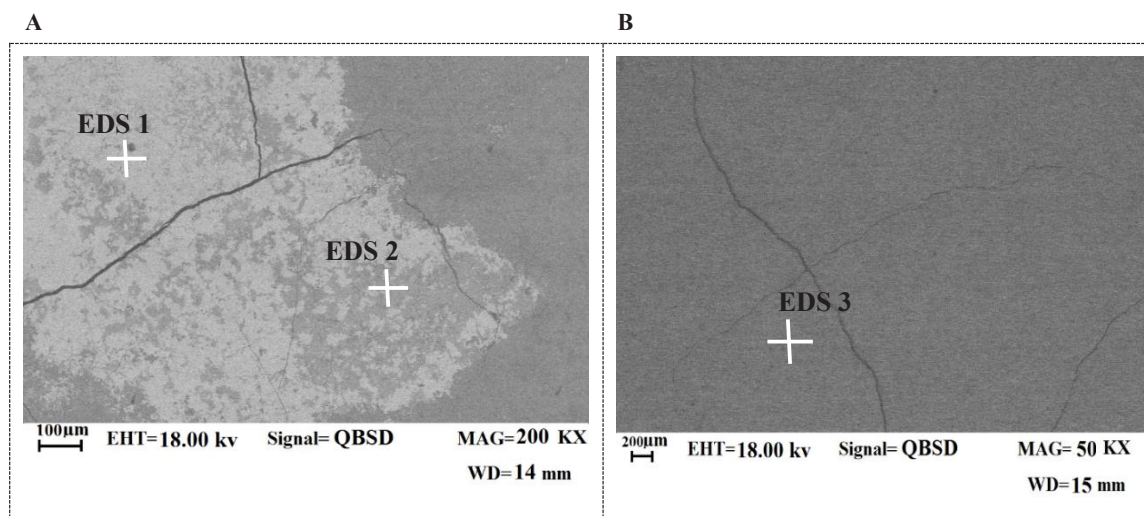 A
B
EDS 1
EDS 2
EDS 3
100µm
EHT=18.00 kv
Signal= QBSD
MAG=200 KX
WD=14 mm
200µm
EHT=18.00 kv
Signal= QBSD
MAG=50 KX
WD=15 mm